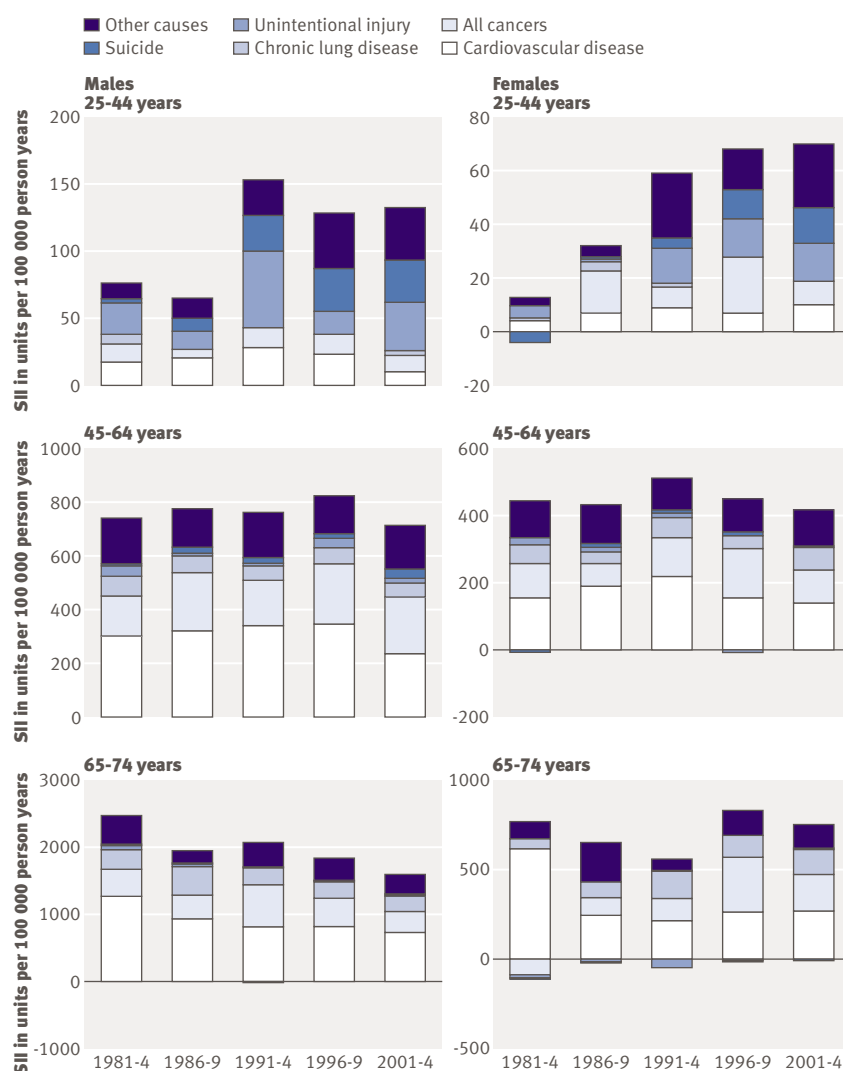 Other causes Unintentional injury All cancers
Suicide Chronic lung disease Cardiovascular disease
Males
25-44 years
SII in units per 100 000 person years
200
150
100
50
0
Females
25-44 years
80
60
40
20
0
-20
45-64 years
SII in units per 100 000 person years
1000
800
600
400
200
0
45-64 years
600
400
200
0
-200
65-74 years
SII in units per 100 000 person years
3000
2000
1000
0
-1000
1981-4 1986-9 1991-4 1996-9 2001-4
65-74 years
1000
500
0
-500
1981-4 1986-9 1991-4 1996-9 2001-4